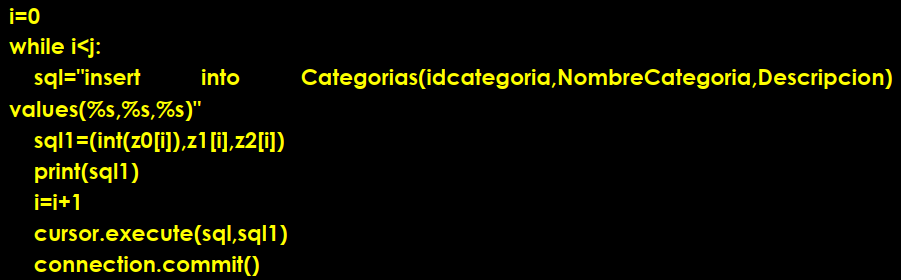 i=0
while i<j:
sql="insert into Categorias(idcategoria,NombreCategoria,Descripcion)
values(%s,%s,%s)"
sql1=(int(z0[i]),z1[i],z2[i])
print(sql1)
i=i+1
cursor.execute(sql,sql1)
connection.commit()